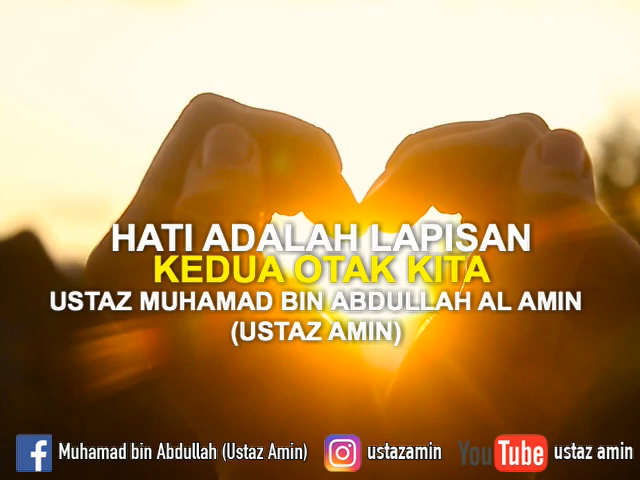 HATI ADALAH LAPISAN
KEDUA OTAK KITA
USTAZ MUHAMAD BIN ABDULLAH AL AMIN
(USTAZ AMIN)
f Muhamad bin Abdullah (Ustaz Amin) ustazamin YouTube ustaz amin